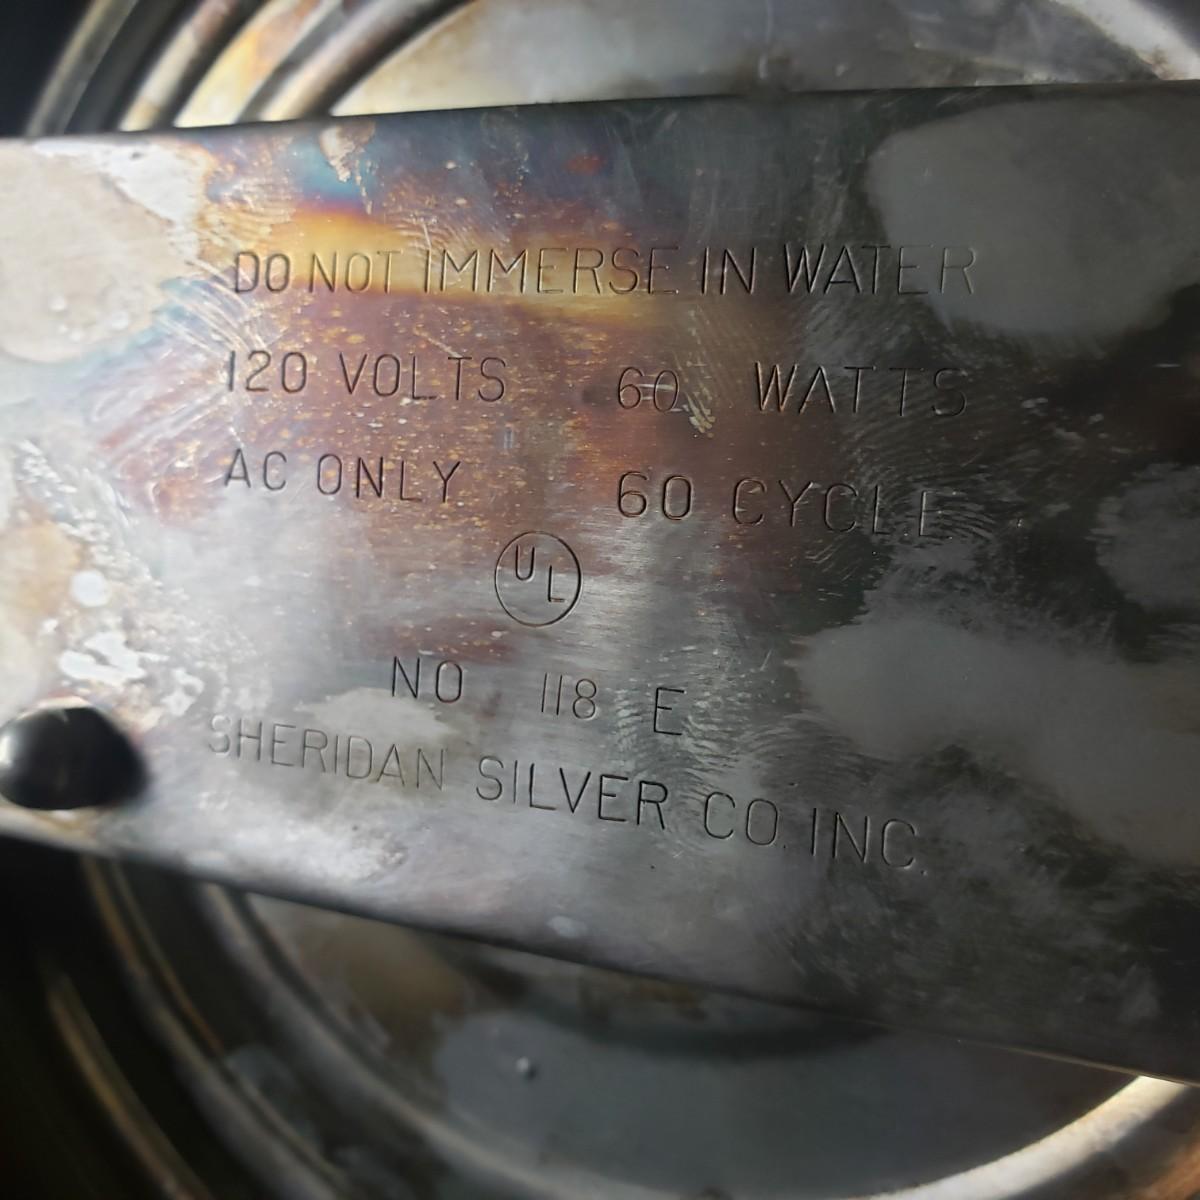 DO NOT IMMERSE IN WATER
120 VOLTS 60 WATTS
AC ONLY 60 CYCLE
UL
NO 118 E
SHERIDAN SILVER CO. INC.